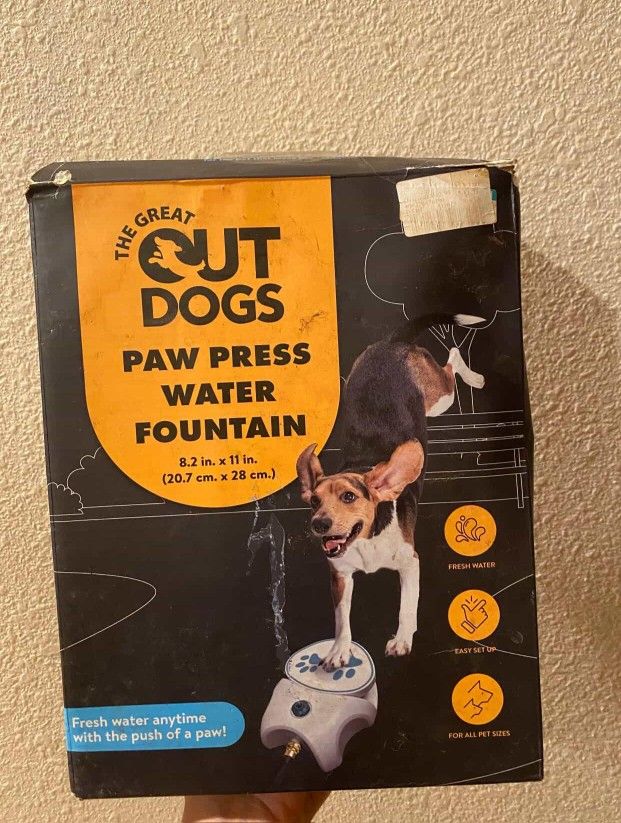 THE GREAT
OUT
DOGS
PAW PRESS
WATER
FOUNTAIN
8.2 in. x 11 in.
(20.7 cm. x 28 cm.)
FRESH WATER
EASY SET UP
FOR ALL PET SIZES
Fresh water anytime
with the push of a paw!